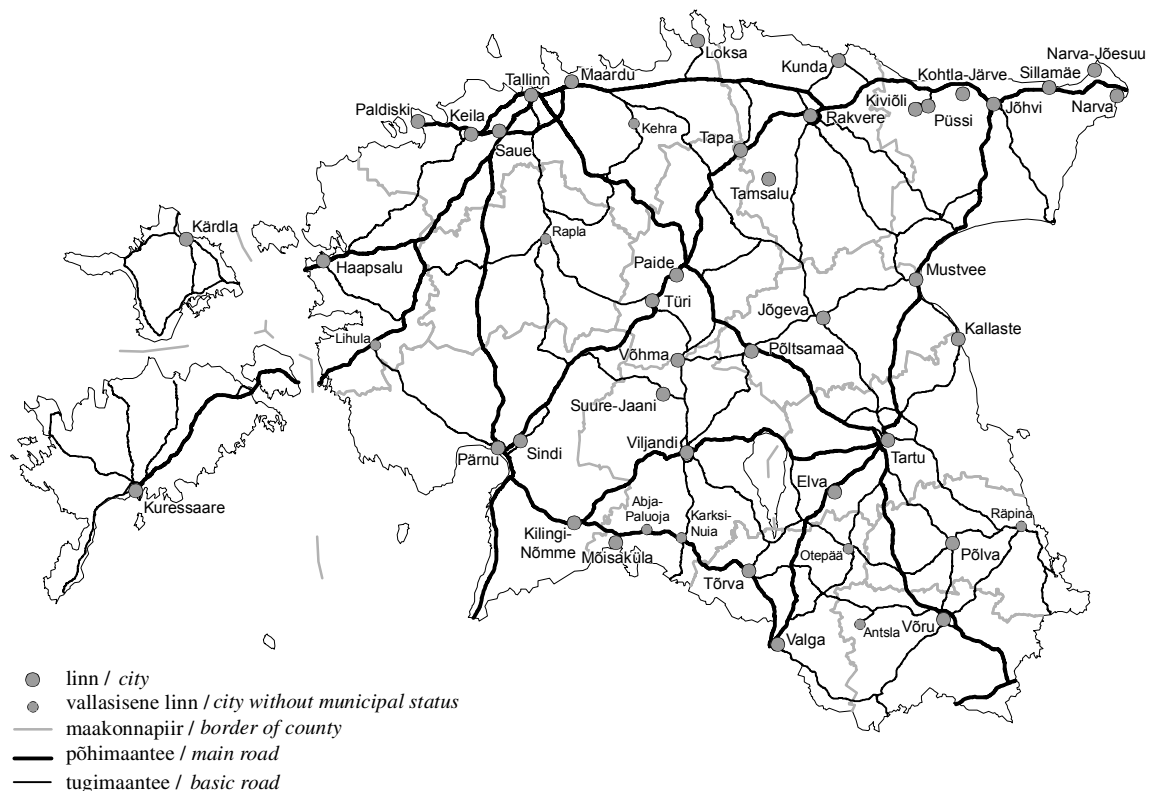 Loksa
Narva-Jõesuu
Kunda
Kohtla-Järve
Sillamäe
Tallinn
Maardu
Paldiski
Keila
Kiviõli
Püssi
Jõhvi
Narva
Kehra
Rakvere
Saue
Tapa
Tamsalu
Kärdla
Rapla
Haapsalu
Paide
Mustvee
Türi
Jõgeva
Kallaste
Lihula
Võhma
Põltsamaa
Suure-Jaani
Viljandi
Pärnu
Sindi
Tartu
Elva
Kuressaare
Abja-
Paluoja
Karksi-
Nuia
Räpina
Kilingi-
Nõmme
Mõisaküla
Otepää
Põlva
Tõrva
Antsla
Võru
Valga
linn / city
vallasisene linn / city without municipal status
maakonnapiir / border of county
põhimaantee / main road
tugimaantee / basic road